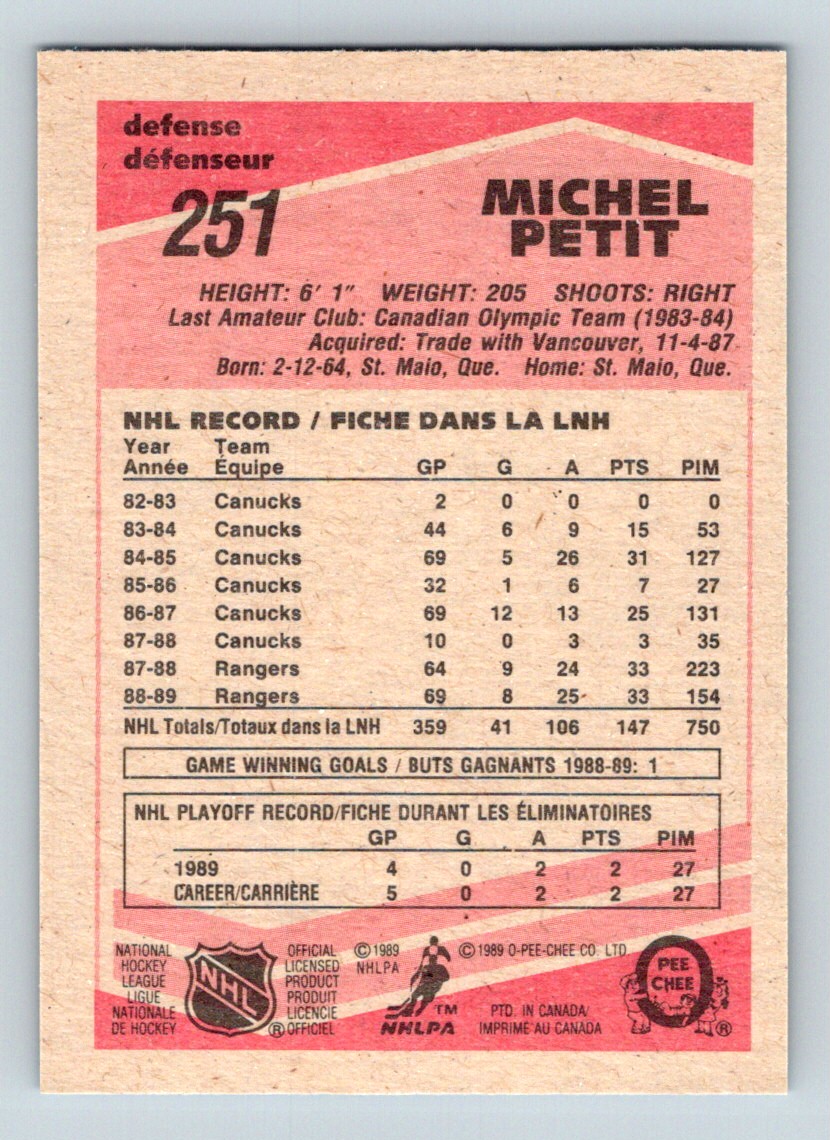 defense
défenseur
251
MICHEL
PETIT
HEIGHT: 6' 1" WEIGHT: 205 SHOOTS: RIGHT
Last Amateur Club: Canadian Olympic Team (1983-84)
Acquired: Trade with Vancouver, 11-4-87
Born: 2-12-64, St. Maio, Que. Home: St. Maio, Que.
NHL RECORD / FICHE DANS LA LNH
Year Team
Année Équipe GP G A PTS PIM
82-83 Canucks 2 0 0 0 0
83-84 Canucks 44 6 9 15 53
84-85 Canucks 69 5 26 31 127
85-86 Canucks 32 1 6 7 27
86-87 Canucks 69 12 13 25 131
87-88 Canucks 10 0 3 3 35
87-88 Rangers 64 9 24 33 223
88-89 Rangers 69 8 25 33 154
NHL Totals/Totaux dans la LNH 359 41 106 147 750
GAME WINNING GOALS / BUTS GAGNANTS 1988-89: 1
NHL PLAYOFF RECORD/FICHE DURANT LES ÉLIMINATOIRES
GP G A PTS PIM
1989 4 0 2 2 27
CAREER/CARRIÈRE 5 0 2 2 27
NATIONAL
HOCKEY
LEAGUE
LIGUE
NATIONALE
DE HOCKEY
NHL
®
OFFICIAL
LICENSED
PRODUCT
PRODUIT
LICENCIE
OFFICIEL
© 1989
NHLPA
TM
NHLPA
© 1989 O-PEE-CHEE CO. LTD
PTD. IN CANADA/
IMPRIMÉ AU CANADA
O
PEE
CHEE
®